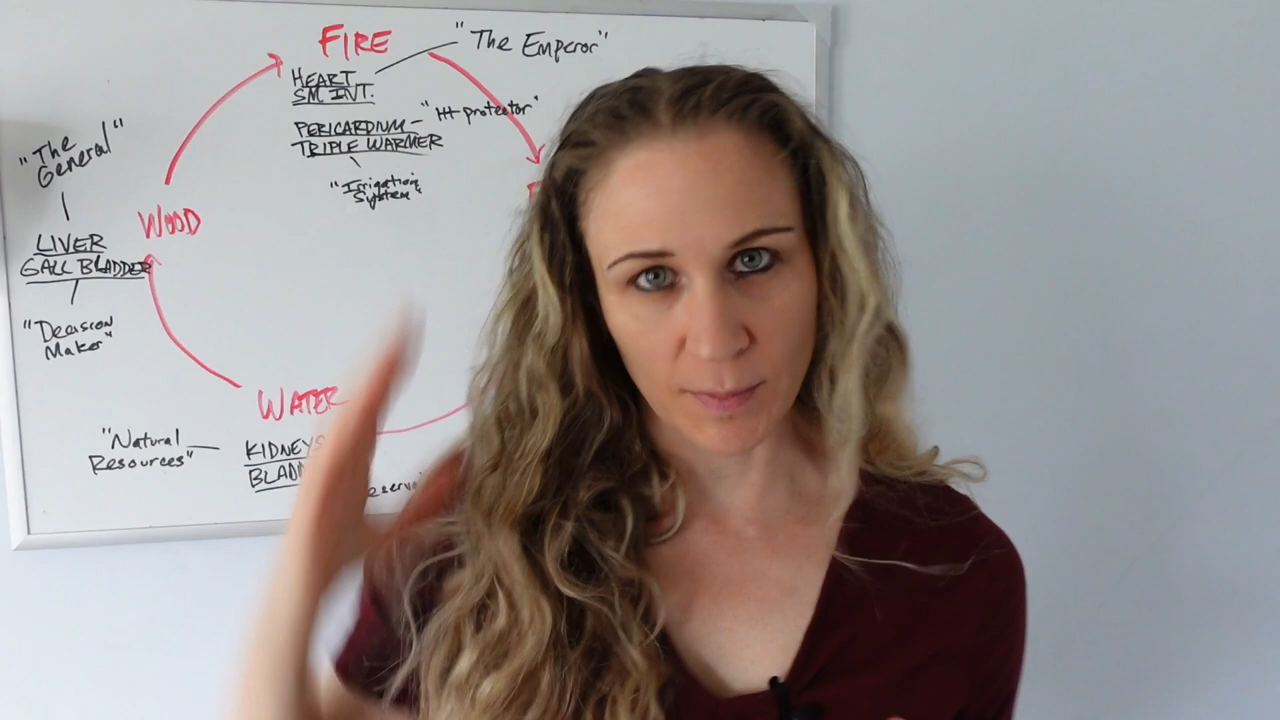 FIRE
"The Emperor"
HEART
SM. INT.
PERICARDIUM - "Ht protector"
TRIPLE WARMER
"Irrigation
System"
"The
General"
WOOD
LIVER
GALL BLADDER
"Decision
Maker"
WATER
"Natural
Resources"
KIDNEYS